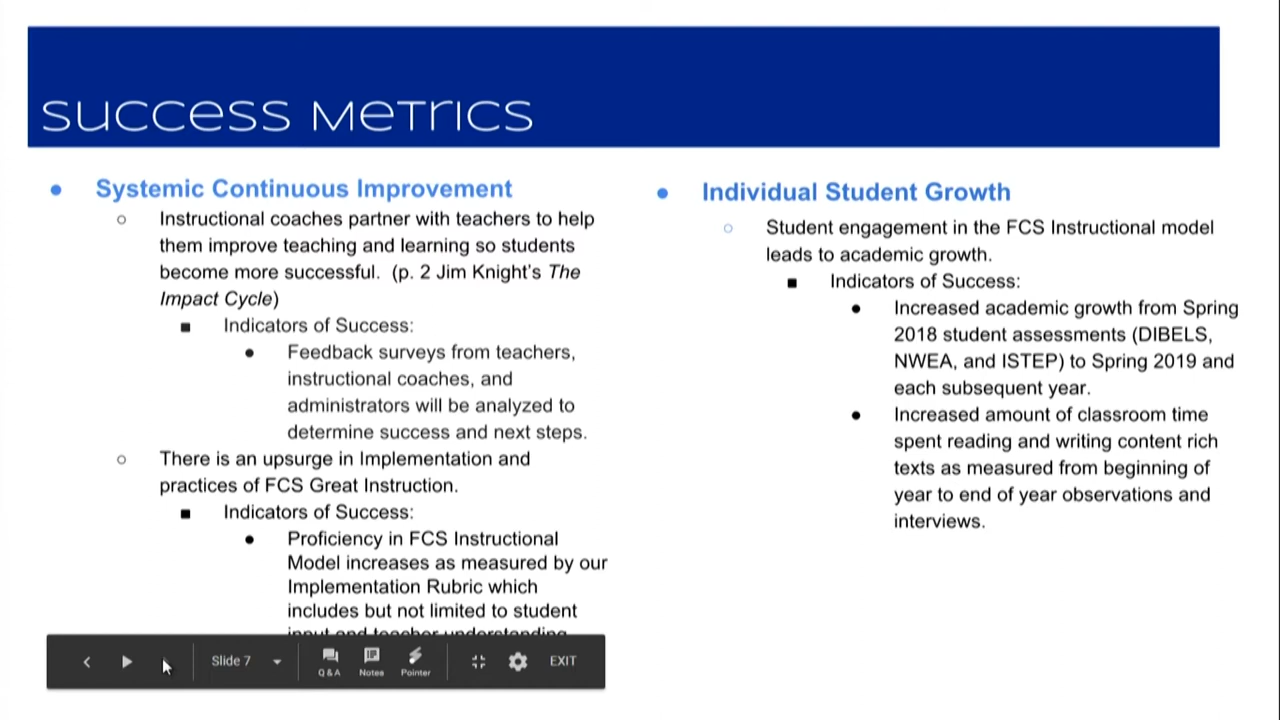 Success Metrics
Systemic Continuous Improvement
Instructional coaches partner with teachers to help
them improve teaching and learning so students
become more successful. (p. 2 Jim Knight's The
Impact Cycle)
Indicators of Success:
Feedback surveys from teachers,
instructional coaches, and
administrators will be analyzed to
determine success and next steps.
There is an upsurge in Implementation and
practices of FCS Great Instruction.
Indicators of Success:
Proficiency in FCS Instructional
Model increases as measured by our
Implementation Rubric which
includes but not limited to student
input and teacher understanding
Individual Student Growth
Student engagement in the FCS Instructional model
leads to academic growth.
Indicators of Success:
Increased academic growth from Spring
2018 student assessments (DIBELS,
NWEA, and ISTEP) to Spring 2019 and
each subsequent year.
Increased amount of classroom time
spent reading and writing content rich
texts as measured from beginning of
year to end of year observations and
interviews.
Slide 7
Q & A
Notes
Pointer
EXIT